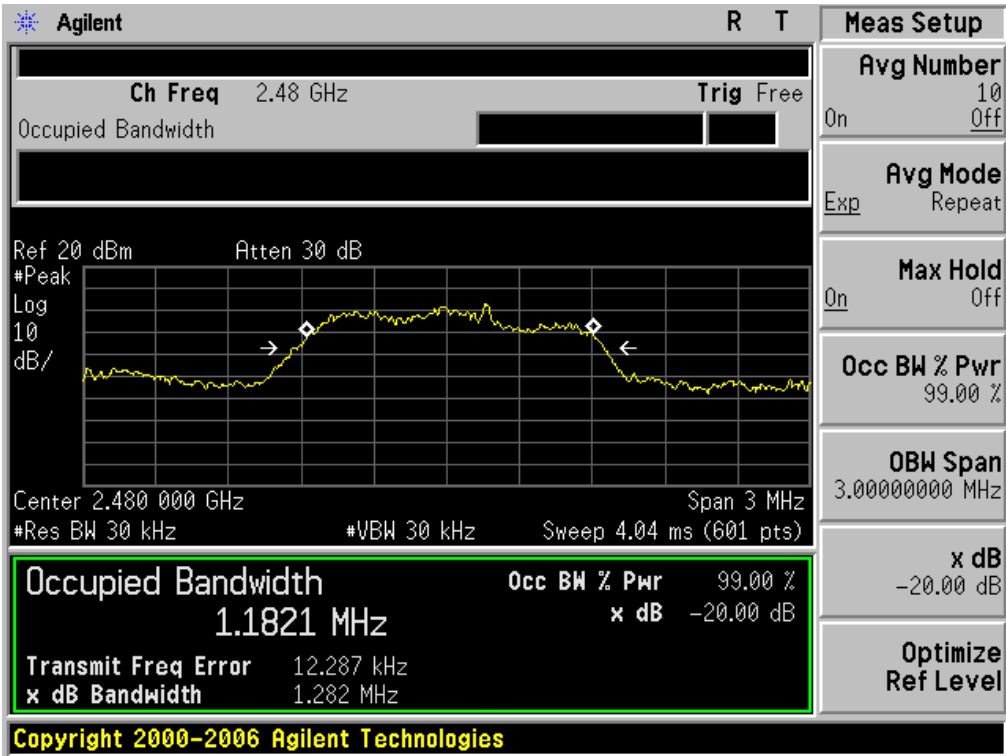 Agilent R T
Ch Freq 2.48 GHz Trig Free
Occupied Bandwidth
Ref 20 dBm Atten 30 dB
#Peak
Log
10
dB/
Center 2.480 000 GHz Span 3 MHz
#Res BW 30 kHz #VBW 30 kHz Sweep 4.04 ms (601 pts)
Occupied Bandwidth
1.1821 MHz
Occ BW % Pwr 99.00 %
x dB -20.00 dB
Transmit Freq Error 12.287 kHz
x dB Bandwidth 1.282 MHz
Copyright 2000-2006 Agilent Technologies
Meas Setup
Avg Number
10
On Off
Avg Mode
Exp Repeat
Max Hold
On Off
Occ BW % Pwr
99.00 %
OBW Span
3.00000000 MHz
x dB
-20.00 dB
Optimize
Ref Level